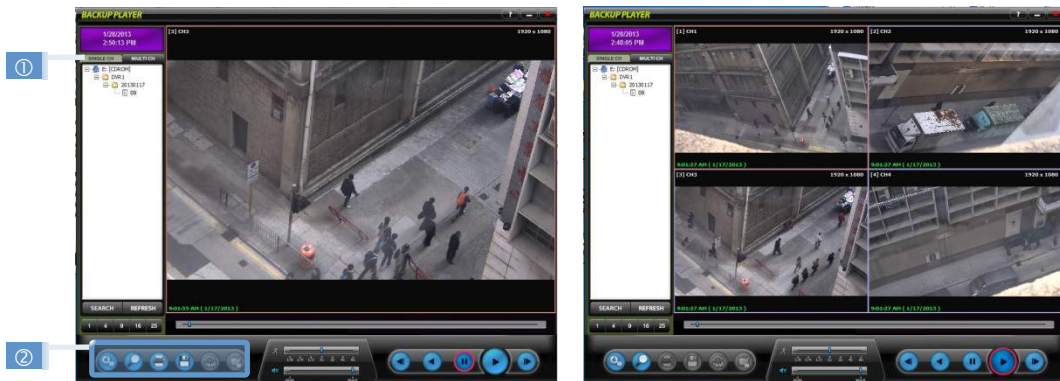 BACKUP PLAYER
?
1/28/2013
2:50:13 PM
SINGLE CH MULTI CH
E: [CDROM]
DVR1
20130117
09
[3] CH3 1920 x 1080
9:01:55 AM ( 1/17/2013 )
SEARCH REFRESH
1 4 9 16 25
①
②
BACKUP PLAYER
?
1/28/2013
2:48:05 PM
SINGLE CH MULTI CH
E: [CDROM]
DVR1
20130117
09
[1] CH1 1920 x 1080
[2] CH2 1920 x 1080
9:01:27 AM ( 1/17/2013 )
9:01:27 AM ( 1/17/2013 )
[3] CH3 1920 x 1080
[4] CH4 1920 x 1080
9:01:27 AM ( 1/17/2013 )
9:01:27 AM ( 1/17/2013 )
SEARCH REFRESH
1 4 9 16 25